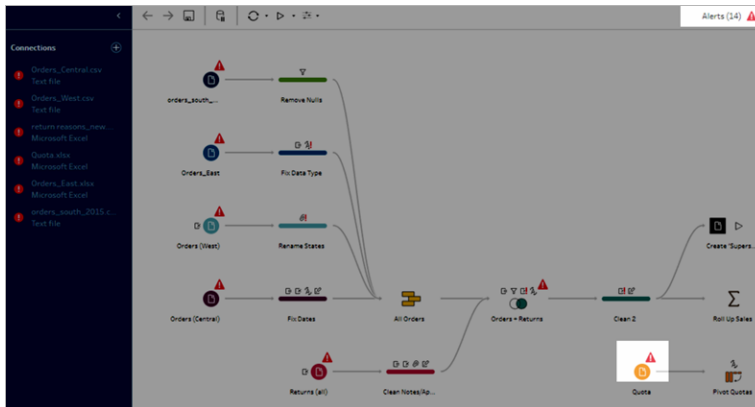 Alerts (14)
Connections
Orders_Central.csv
Text file
Orders_West.csv
Text file
return reasons_new...
Microsoft Excel
Quota.xlsx
Microsoft Excel
Orders_East.xlsx
Microsoft Excel
orders_south_2015.c...
Text file
orders_south_...
Remove Nulls
Orders_East
Fix Data Type
Orders (West)
Rename States
Create 'Supers...
Orders (Central)
Fix Dates
All Orders
Orders + Returns
Clean 2
Roll Up Sales
Returns (all)
Clean Notes/Ap...
Quota
Pivot Quotas